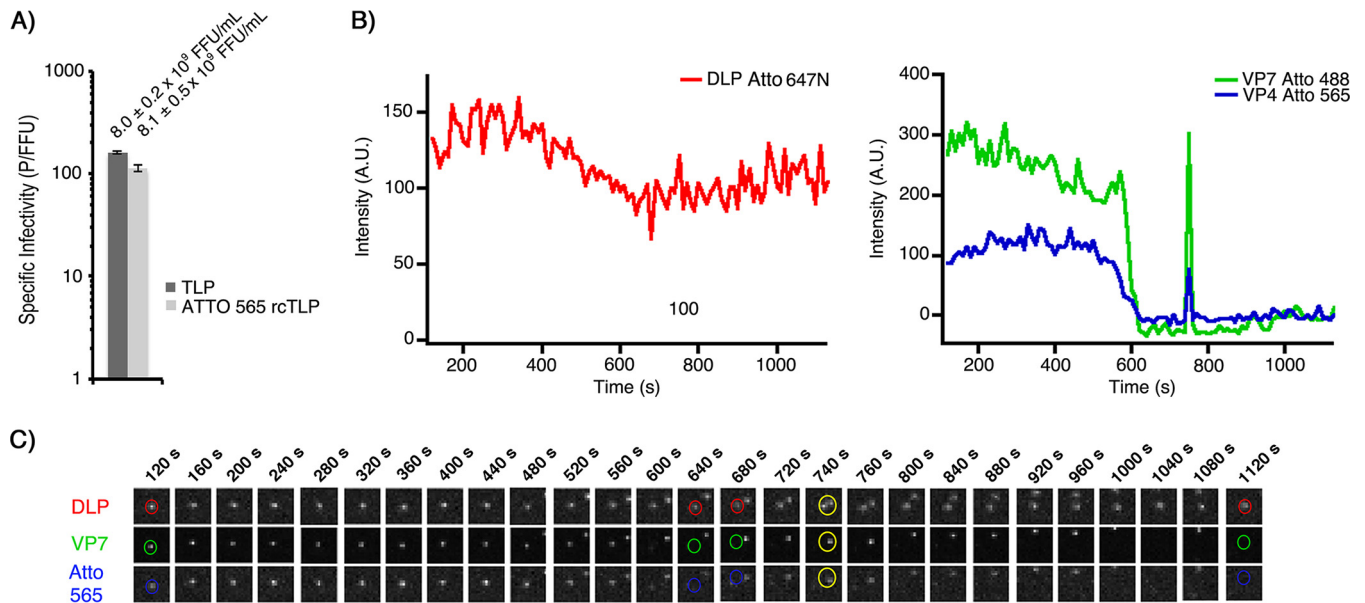 A)
8.0 ± 0.2 x 10⁹ FFU/mL
8.1 ± 0.5 x 10⁹ FFU/mL
Specific Infectivity (P/FFU)
1000
100
10
1
TLP
ATTO 565 rcTLP
B)
DLP Atto 647N
Intensity (A.U.)
150
100
50
0
100
200 400 600 800 1000
Time (s)
VP7 Atto 488
VP4 Atto 565
Intensity (A.U.)
400
300
200
100
0
200 400 600 800 1000
Time (s)
C)
120 s 160 s 200 s 240 s 280 s 320 s 360 s 400 s 440 s 480 s 520 s 560 s 600 s 640 s 680 s 720 s 740 s 760 s 800 s 840 s 880 s 920 s 960 s 1000 s 1040 s 1080 s 1120 s
DLP
VP7
Atto
565